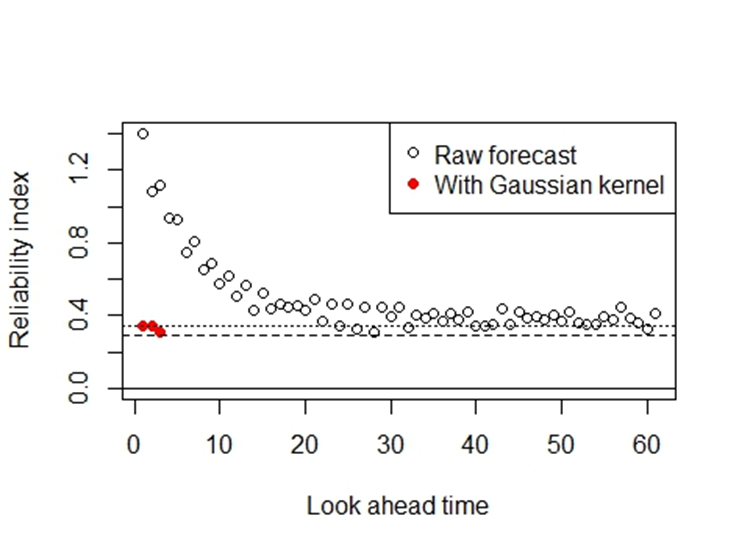 Raw forecast
With Gaussian kernel
Reliability index
1.2
0.8
0.4
0.0
0 10 20 30 40 50 60
Look ahead time